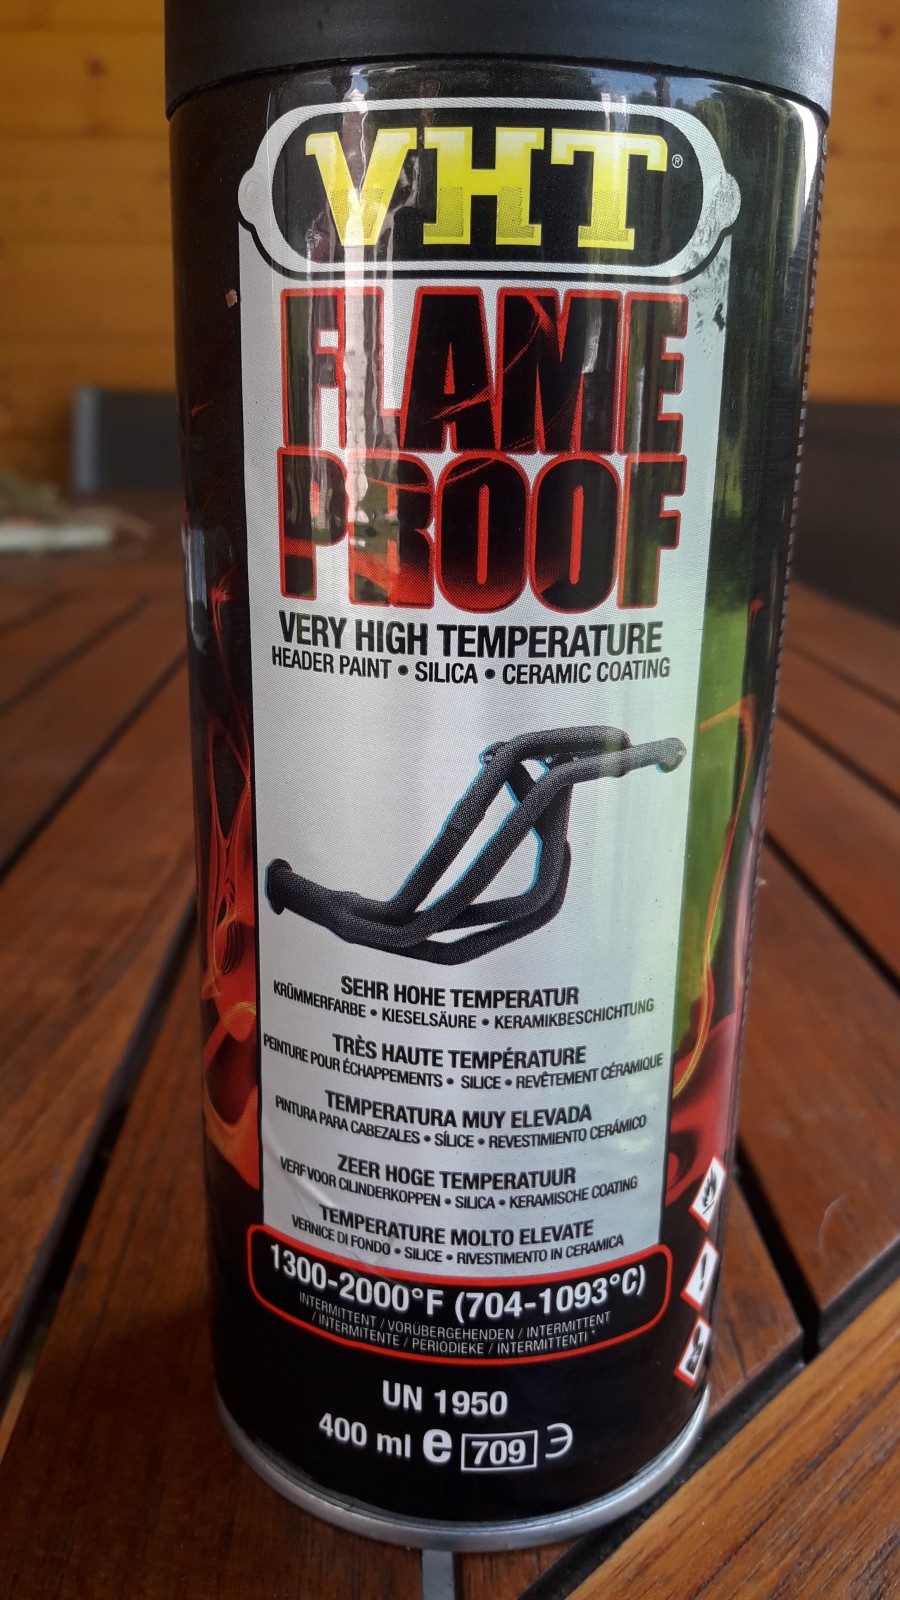 VHT®
FLAME
PROOF
VERY HIGH TEMPERATURE
HEADER PAINT • SILICA • CERAMIC COATING
SEHR HOHE TEMPERATUR
KRÜMMERFARBE • KIESELSÄURE • KERAMIKBESCHICHTUNG
TRÈS HAUTE TEMPÉRATURE
PEINTURE POUR ÉCHAPPEMENTS • SILICE • REVÊTEMENT CÉRAMIQUE
TEMPERATURA MUY ELEVADA
PINTURA PARA CABEZALES • SÍLICE • REVESTIMIENTO CERÁMICO
ZEER HOGE TEMPERATUUR
VERF VOOR CILINDERKOPPEN • SILICA • KERAMISCHE COATING
TEMPERATURE MOLTO ELEVATE
VERNICE DI FONDO • SILICE • RIVESTIMENTO IN CERAMICA
1300-2000°F (704-1093°C)
INTERMITTENT / VORÜBERGEHENDEN / INTERMITTENT
/ INTERMITENTE / PERIODIEKE / INTERMITTENTI *
UN 1950
400 ml e 709 Э